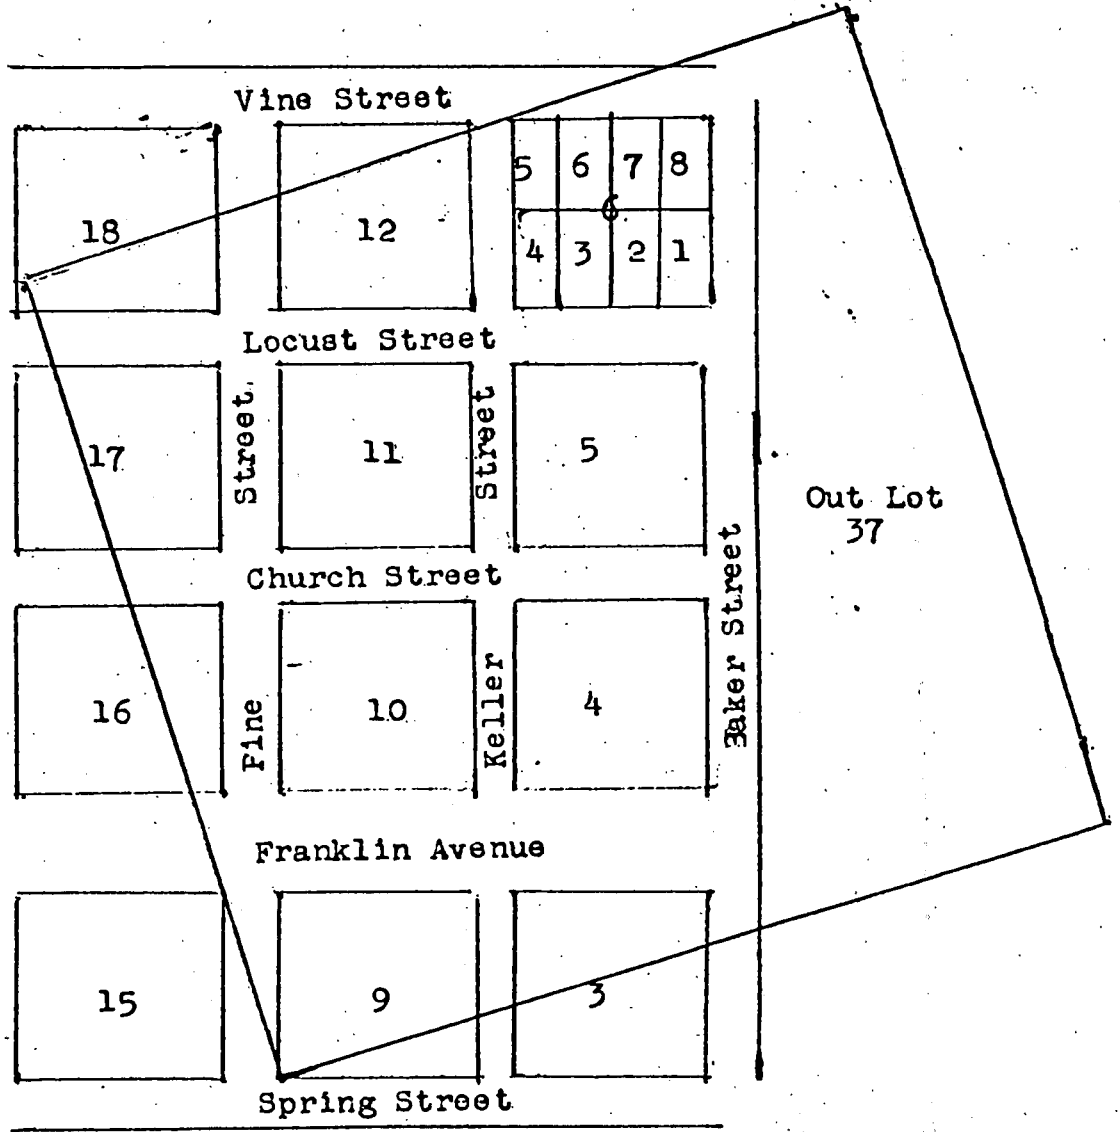 Vine Street
5 6 7 8
6
18 12
4 3 2 1
Locust Street
Street
Street
17 11 5
Out Lot
37
Church Street
Baker Street
Fine
Keller
16 10 4
Franklin Avenue
15 9 3
Spring Street